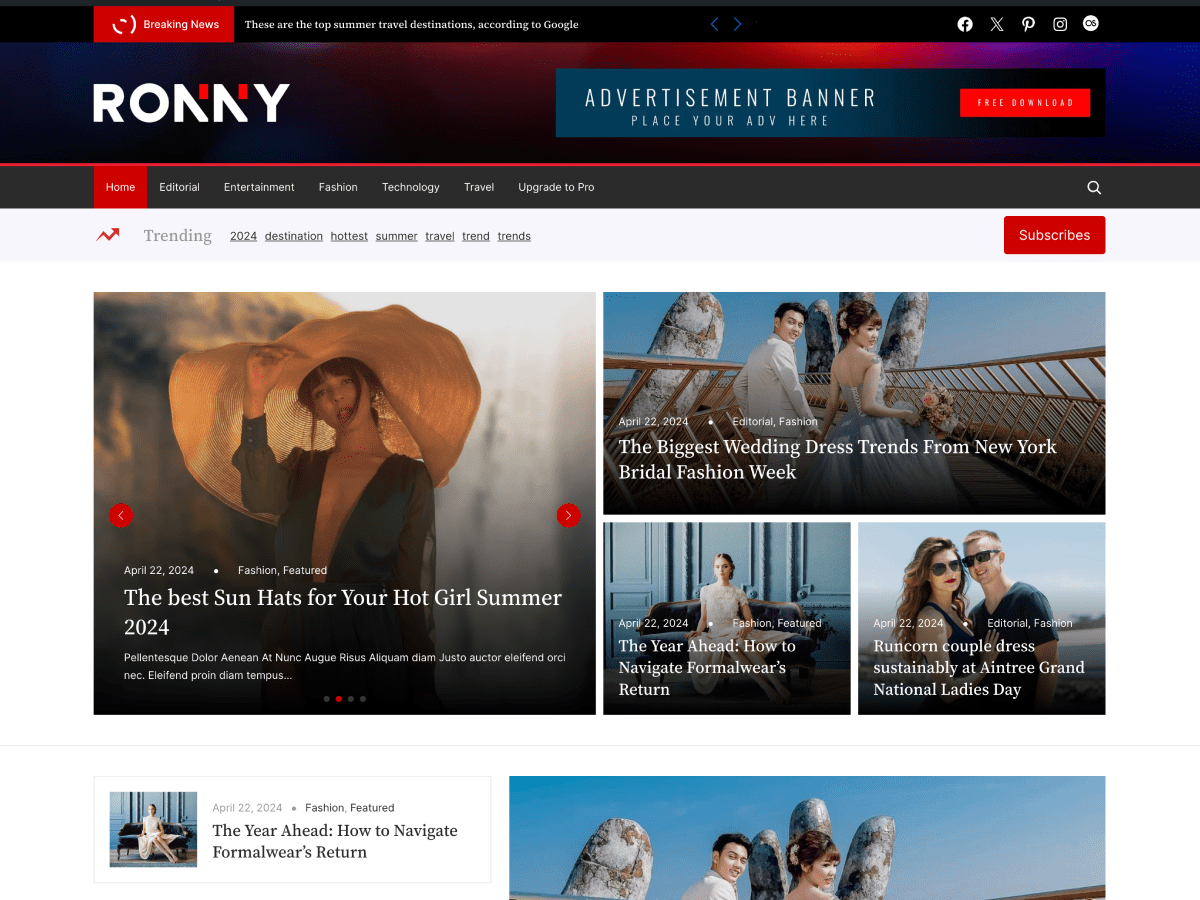 Breaking News
These are the top summer travel destinations, according to Google
RONNY
ADVERTISEMENT BANNER
PLACE YOUR ADV HERE
FREE DOWNLOAD
Home Editorial Entertainment Fashion Technology Travel Upgrade to Pro
Trending 2024 destination hottest summer travel trend trends
Subscribes
April 22, 2024 • Fashion, Featured
The best Sun Hats for Your Hot Girl Summer
2024
Pellentesque Dolor Aenean At Nunc Augue Risus Aliquam diam Justo auctor eleifend orci
nec. Eleifend proin diam tempus...
April 22, 2024 • Editorial, Fashion
The Biggest Wedding Dress Trends From New York
Bridal Fashion Week
April 22, 2024 • Fashion, Featured
The Year Ahead: How to
Navigate Formalwear’s
Return
April 22, 2024 • Editorial, Fashion
Runcorn couple dress
sustainably at Aintree Grand
National Ladies Day
April 22, 2024 • Fashion, Featured
The Year Ahead: How to Navigate
Formalwear’s Return